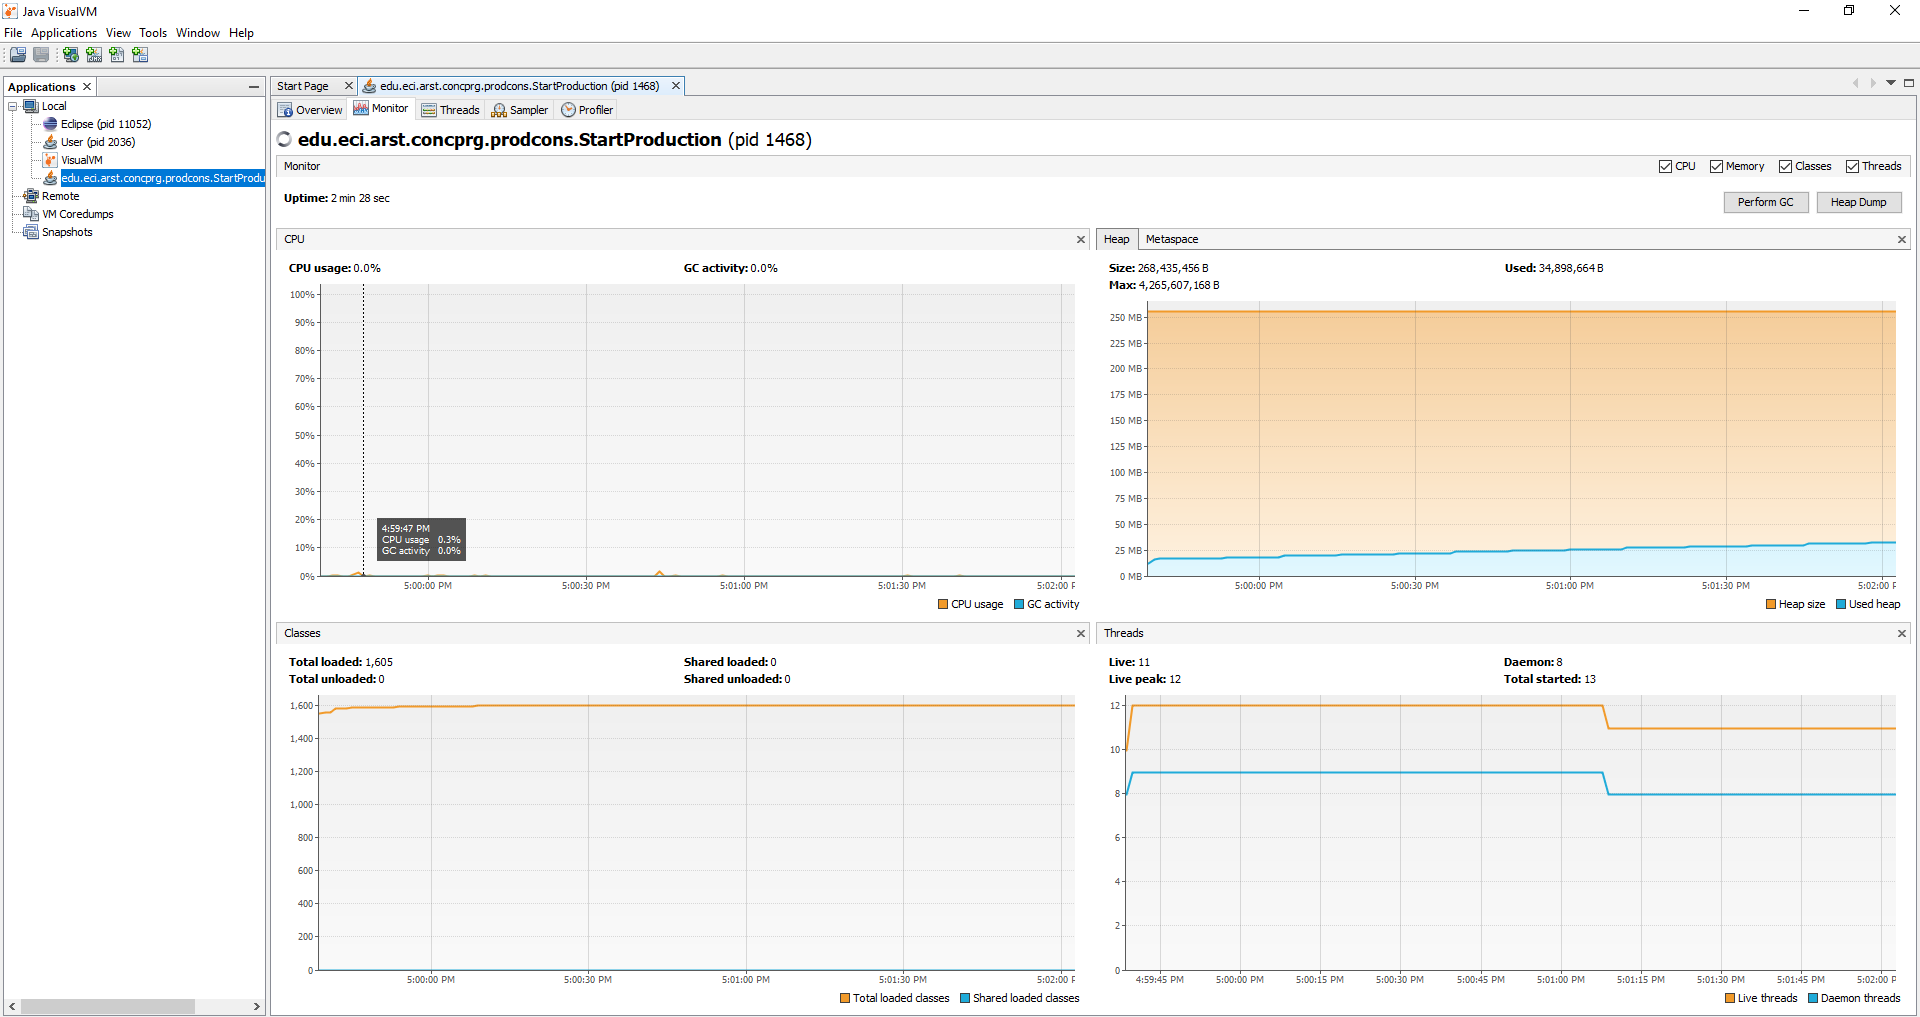 Java VisualVM
File Applications View Tools Window Help
Applications
Local
Eclipse (pid 11052)
User (pid 2036)
VisualVM
edu.eci.arst.concprg.prodcons.StartProdu
Remote
VM Coredumps
Snapshots
Start Page
edu.eci.arst.concprg.prodcons.StartProduction (pid 1468)
Overview Monitor Threads Sampler Profiler
edu.eci.arst.concprg.prodcons.StartProduction (pid 1468)
Monitor
CPU Memory Classes Threads
Uptime: 2 min 28 sec
Perform GC Heap Dump
CPU
CPU usage: 0.0% GC activity: 0.0%
100%
90%
80%
70%
60%
50%
40%
30%
20%
10%
0%
4:59:47 PM
CPU usage 0.3%
GC activity 0.0%
5:00:00 PM 5:00:30 PM 5:01:00 PM 5:01:30 PM 5:02:00 P
CPU usage GC activity
Heap Metaspace
Size: 268,435,456 B Used: 34,898,664 B
Max: 4,265,607,168 B
250 MB
225 MB
200 MB
175 MB
150 MB
125 MB
100 MB
75 MB
50 MB
25 MB
0 MB
5:00:00 PM 5:00:30 PM 5:01:00 PM 5:01:30 PM 5:02:00 P
Heap size Used heap
Classes
Total loaded: 1,605 Shared loaded: 0
Total unloaded: 0 Shared unloaded: 0
1,600
1,400
1,200
1,000
800
600
400
200
0
5:00:00 PM 5:00:30 PM 5:01:00 PM 5:01:30 PM 5:02:00 P
Total loaded classes Shared loaded classes
Threads
Live: 11 Daemon: 8
Live peak: 12 Total started: 13
12
10
8
6
4
2
0
4:59:45 PM 5:00:00 PM 5:00:15 PM 5:00:30 PM 5:00:45 PM 5:01:00 PM 5:01:15 PM 5:01:30 PM 5:01:45 PM 5:02:00 P
Live threads Daemon threads